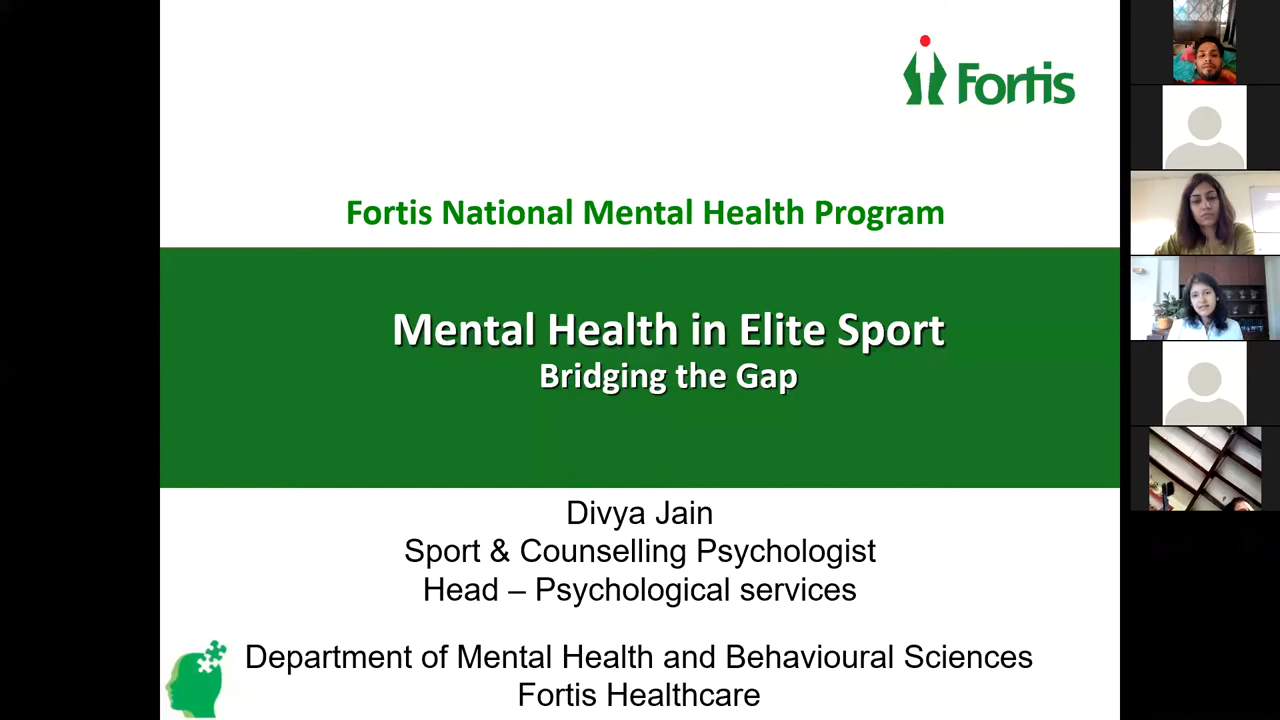 Fortis
Fortis National Mental Health Program
Mental Health in Elite Sport
Bridging the Gap
Divya Jain
Sport & Counselling Psychologist
Head – Psychological services
Department of Mental Health and Behavioural Sciences
Fortis Healthcare